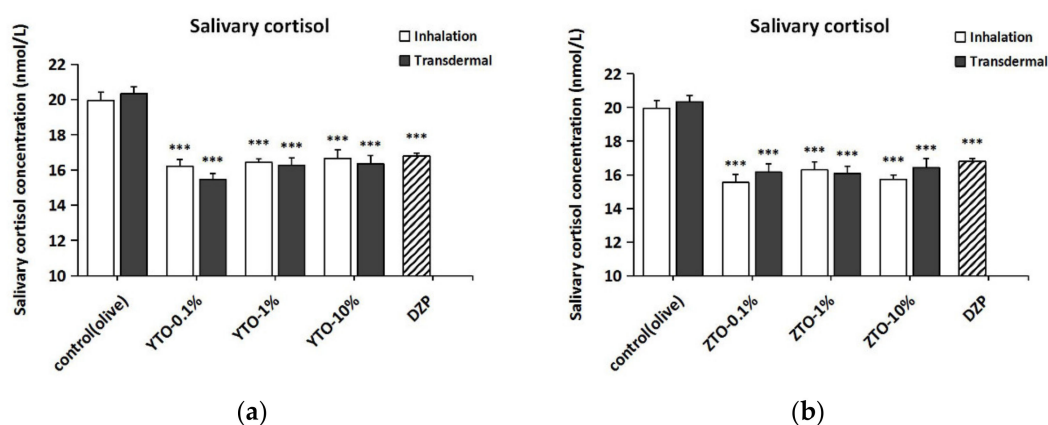 Salivary cortisol
Inhalation
Transdermal
Salivary cortisol concentration (nmol/L)
22
20
18
16
14
12
10
*** *** *** *** *** *** ***
control(olive) YTO-0.1% YTO-1% YTO-10% DZP
(a)
Salivary cortisol
Inhalation
Transdermal
Salivary cortisol concentration (nmol/L)
22
20
18
16
14
12
10
*** *** *** *** *** *** ***
control(olive) ZTO-0.1% ZTO-1% ZTO-10% DZP
(b)